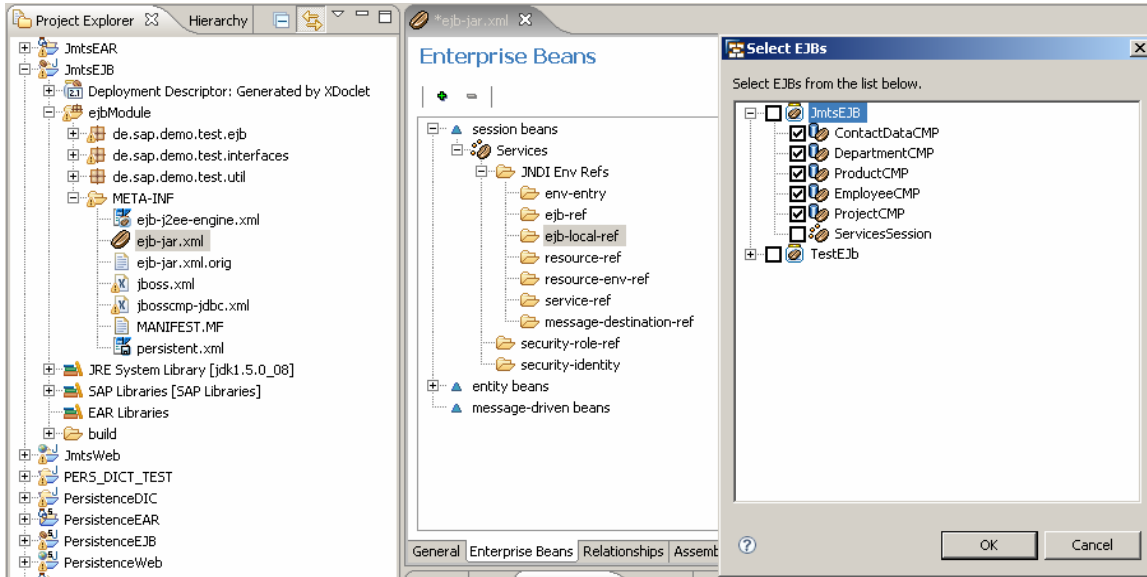 Project Explorer
Hierarchy
JmtsEAR
JmtsEJB
Deployment Descriptor: Generated by XDoclet
ejbModule
de.sap.demo.test.ejb
de.sap.demo.test.interfaces
de.sap.demo.test.util
META-INF
ejb-j2ee-engine.xml
ejb-jar.xml
ejb-jar.xml.orig
jboss.xml
jbosscmp-jdbc.xml
MANIFEST.MF
persistent.xml
JRE System Library [jdk1.5.0_08]
SAP Libraries [SAP Libraries]
EAR Libraries
build
JmtsWeb
PERS_DICT_TEST
PersistenceDIC
PersistenceEAR
PersistenceEJB
PersistenceWeb
*ejb-jar.xml
Enterprise Beans
session beans
Services
JNDI Env Refs
env-entry
ejb-ref
ejb-local-ref
resource-ref
resource-env-ref
service-ref
message-destination-ref
security-role-ref
security-identity
entity beans
message-driven beans
General Enterprise Beans Relationships Assemb
Select EJBs
Select EJBs from the list below.
JmtsEJB
ContactDataCMP
DepartmentCMP
ProductCMP
EmployeeCMP
ProjectCMP
ServicesSession
TestEJb
OK Cancel